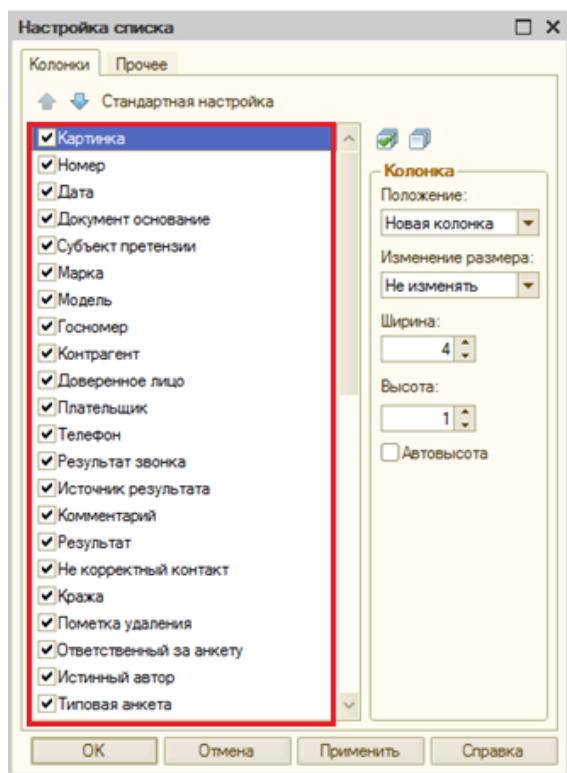 Настройка списка
Колонки Прочее
Стандартная настройка
Картинка
Номер
Дата
Документ основание
Субъект претензии
Марка
Модель
Госномер
Контрагент
Доверенное лицо
Плательщик
Телефон
Результат звонка
Источник результата
Комментарий
Результат
Не корректный контакт
Кража
Пометка удаления
Ответственный за анкету
Истинный автор
Типовая анкета
Колонка
Положение:
Новая колонка
Изменение размера:
Не изменять
Ширина:
4
Высота:
1
Автовысота
OK Отмена Применить Справка